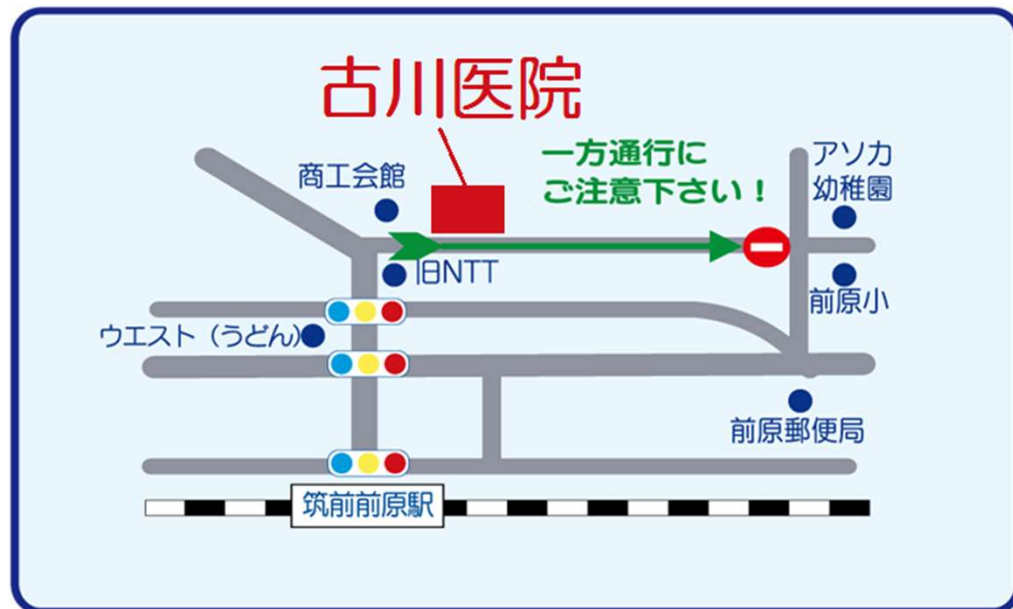 古川医院
一方通行に
ご注意下さい！
アソカ
幼稚園
商工会館
旧NTT
前原小
ウエスト（うどん）
前原郵便局
筑前前原駅